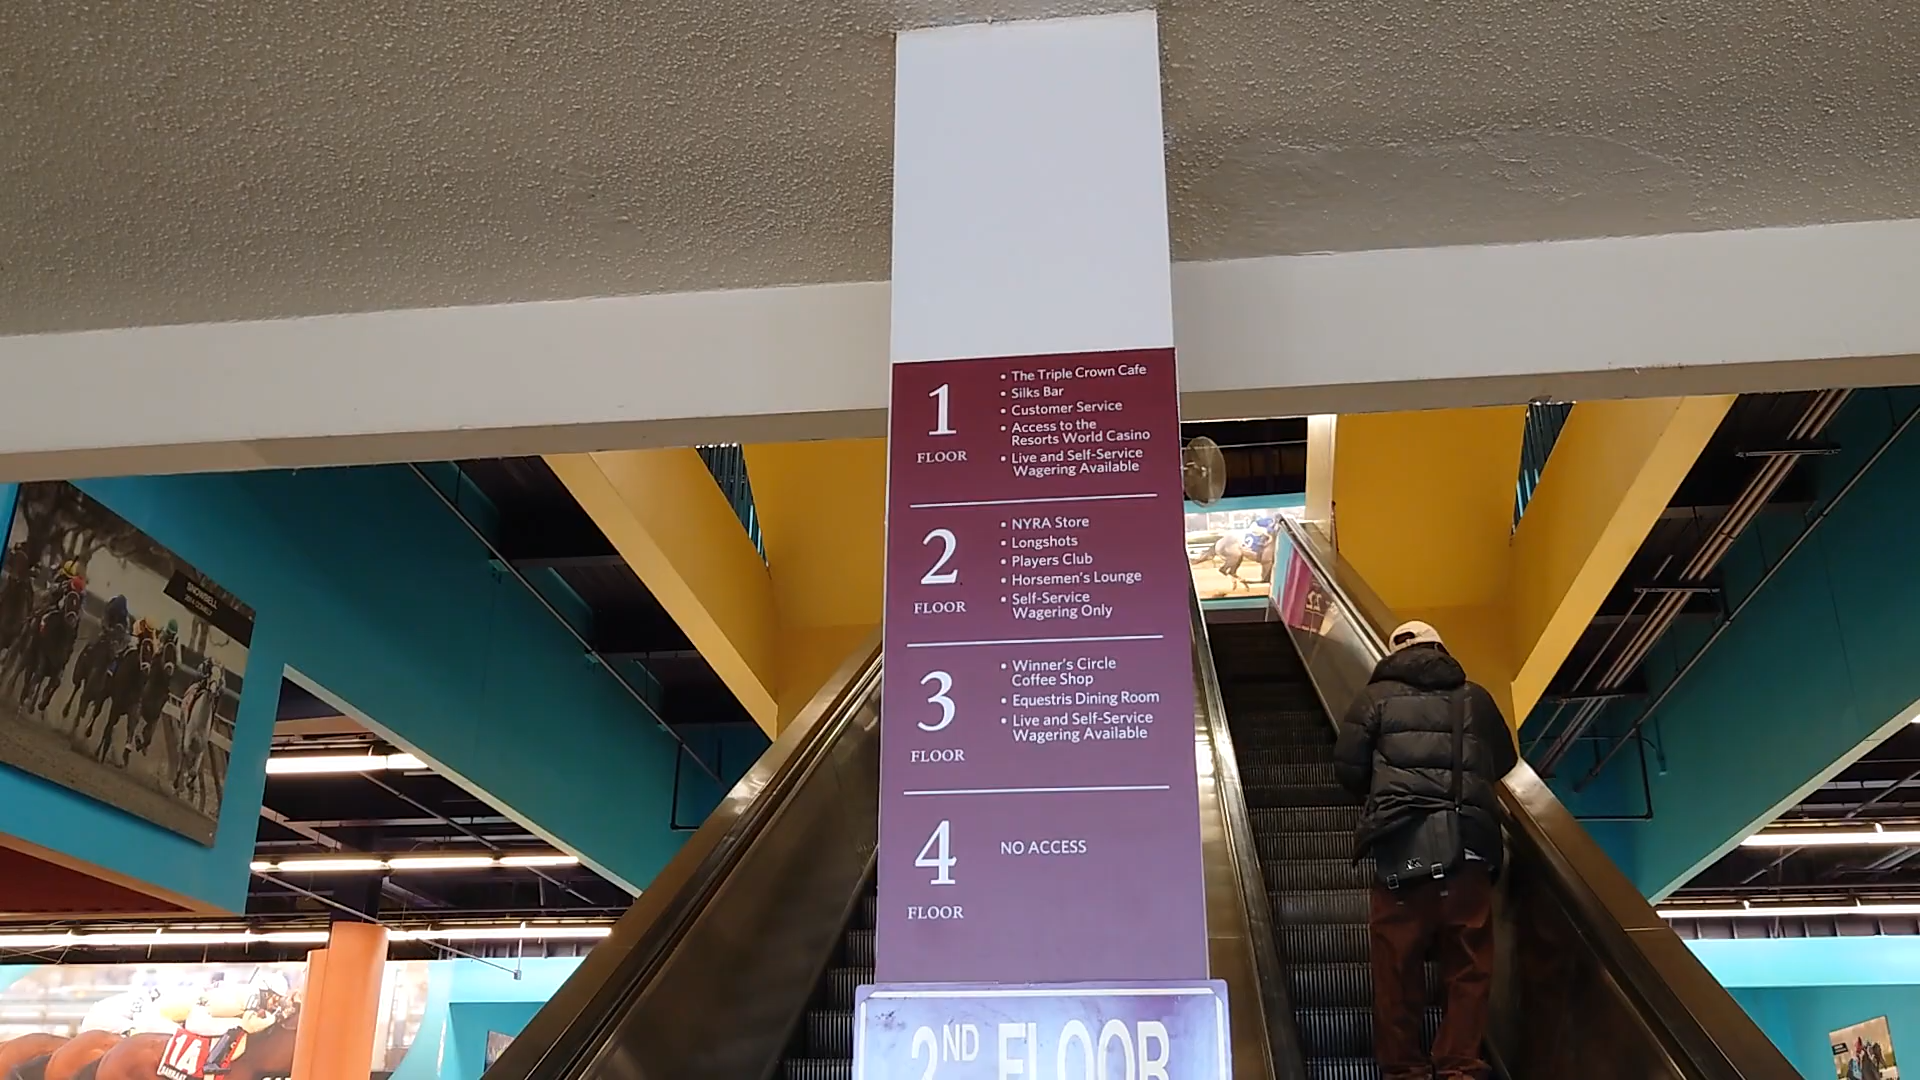 1
FLOOR
• The Triple Crown Cafe
• Silks Bar
• Customer Service
• Access to the
Resorts World Casino
• Live and Self-Service
Wagering Available
2
FLOOR
• NYRA Store
• Longshots
• Players Club
• Horsemen's Lounge
• Self-Service
Wagering Only
3
FLOOR
• Winner's Circle
Coffee Shop
• Equestris Dining Room
• Live and Self-Service
Wagering Available
4
FLOOR
NO ACCESS
2ND FLOOR
SNOWBELL
14